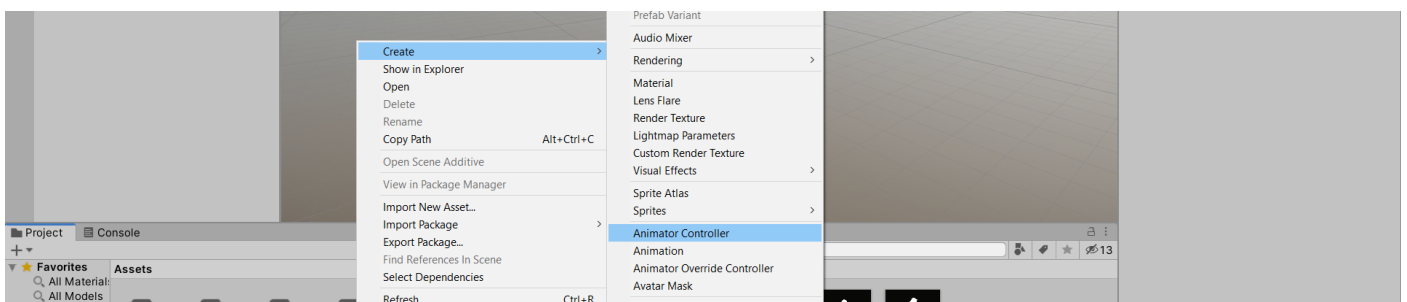 Create
Show in Explorer
Open
Delete
Rename
Copy Path Alt+Ctrl+C
Open Scene Additive
View in Package Manager
Import New Asset...
Import Package
Export Package...
Find References In Scene
Select Dependencies
Refresh Ctrl+R
Prefab Variant
Audio Mixer
Rendering
Material
Lens Flare
Render Texture
Lightmap Parameters
Custom Render Texture
Visual Effects
Sprite Atlas
Sprites
Animator Controller
Animation
Animator Override Controller
Avatar Mask
Project Console
13
Favorites Assets
All Materials
All Models